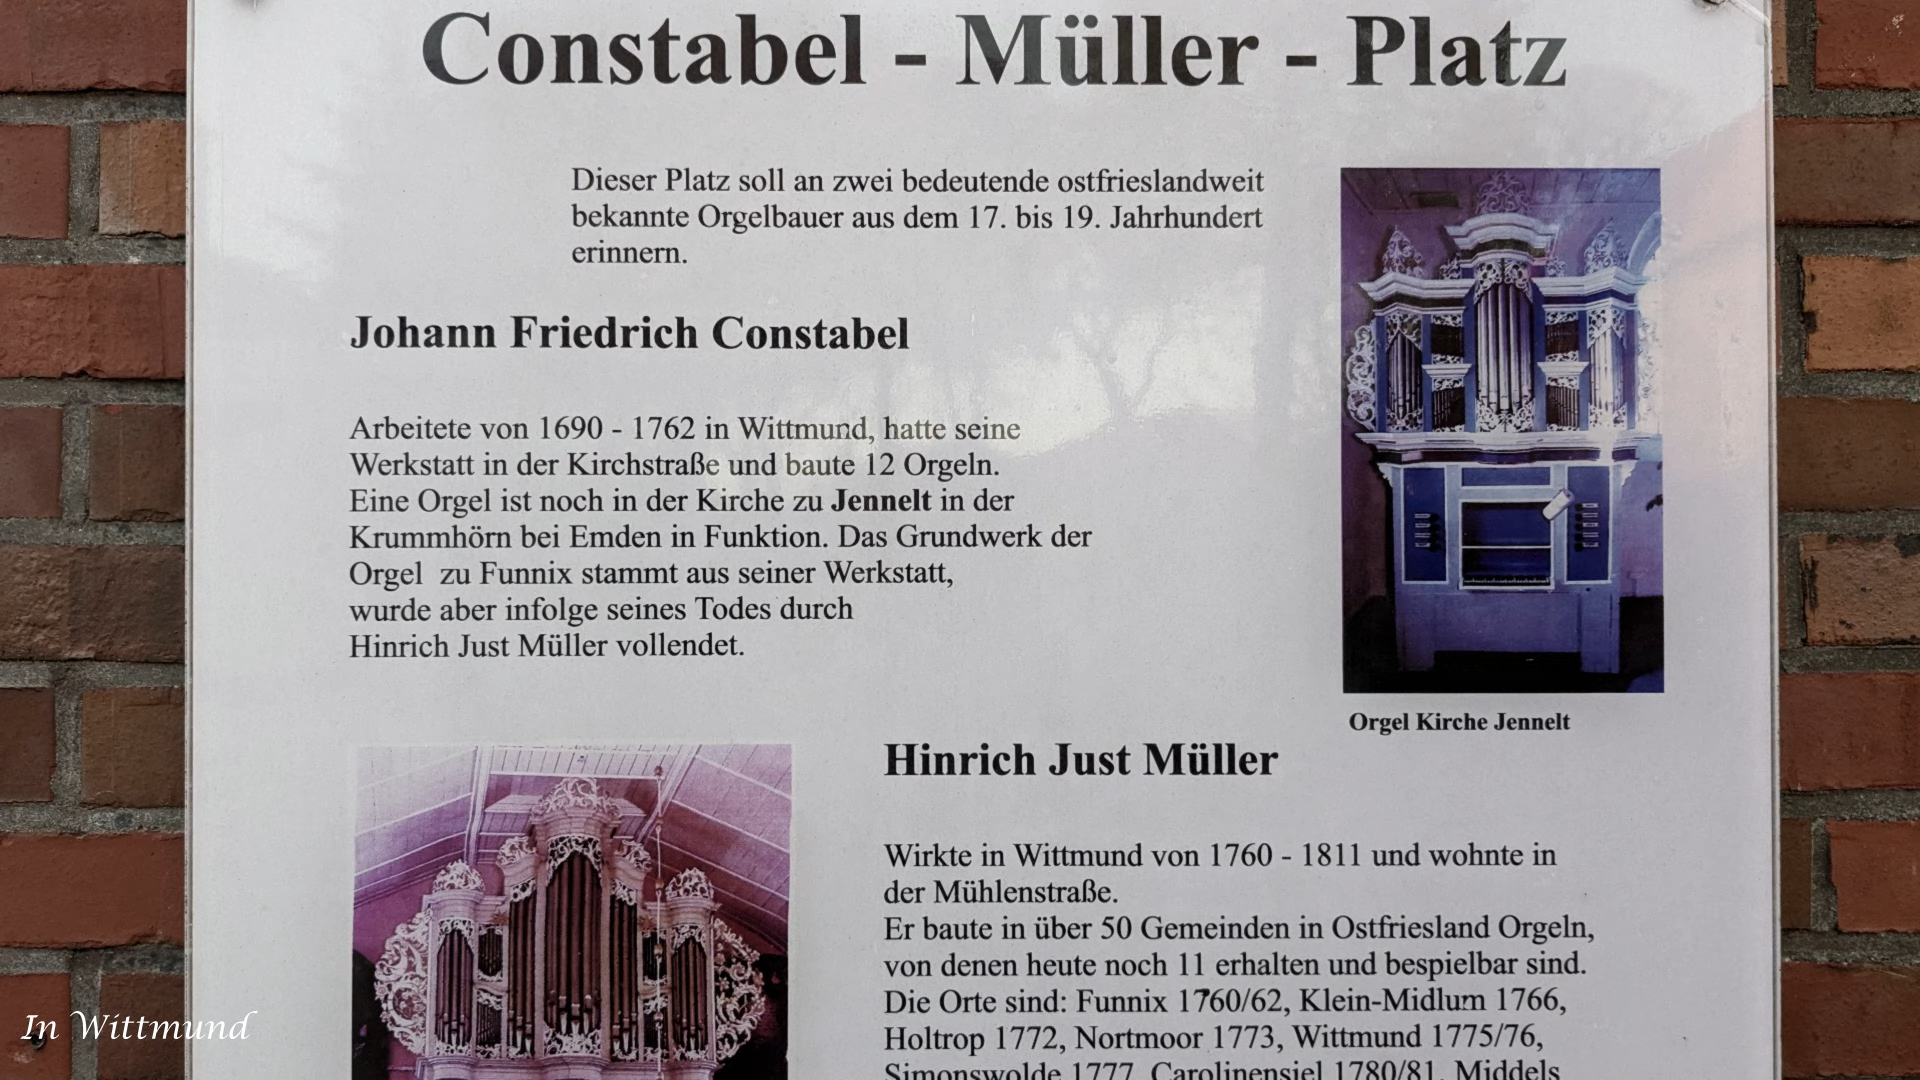 Constabel - Müller - Platz
Dieser Platz soll an zwei bedeutende ostfrieslandweit
bekannte Orgelbauer aus dem 17. bis 19. Jahrhundert
erinnern.
Johann Friedrich Constabel
Arbeitete von 1690 - 1762 in Wittmund, hatte seine
Werkstatt in der Kirchstraße und baute 12 Orgeln.
Eine Orgel ist noch in der Kirche zu Jennelt in der
Krummhörn bei Emden in Funktion. Das Grundwerk der
Orgel zu Funnix stammt aus seiner Werkstatt,
wurde aber infolge seines Todes durch
Hinrich Just Müller vollendet.
Orgel Kirche Jennelt
Hinrich Just Müller
Wirkte in Wittmund von 1760 - 1811 und wohnte in
der Mühlenstraße.
Er baute in über 50 Gemeinden in Ostfriesland Orgeln,
von denen heute noch 11 erhalten und bespielbar sind.
Die Orte sind: Funnix 1760/62, Klein-Midlum 1766,
Holtrop 1772, Nortmoor 1773, Wittmund 1775/76,
Simonswolde 1777, Carolinensiel 1780/81, Middels
In Wittmund